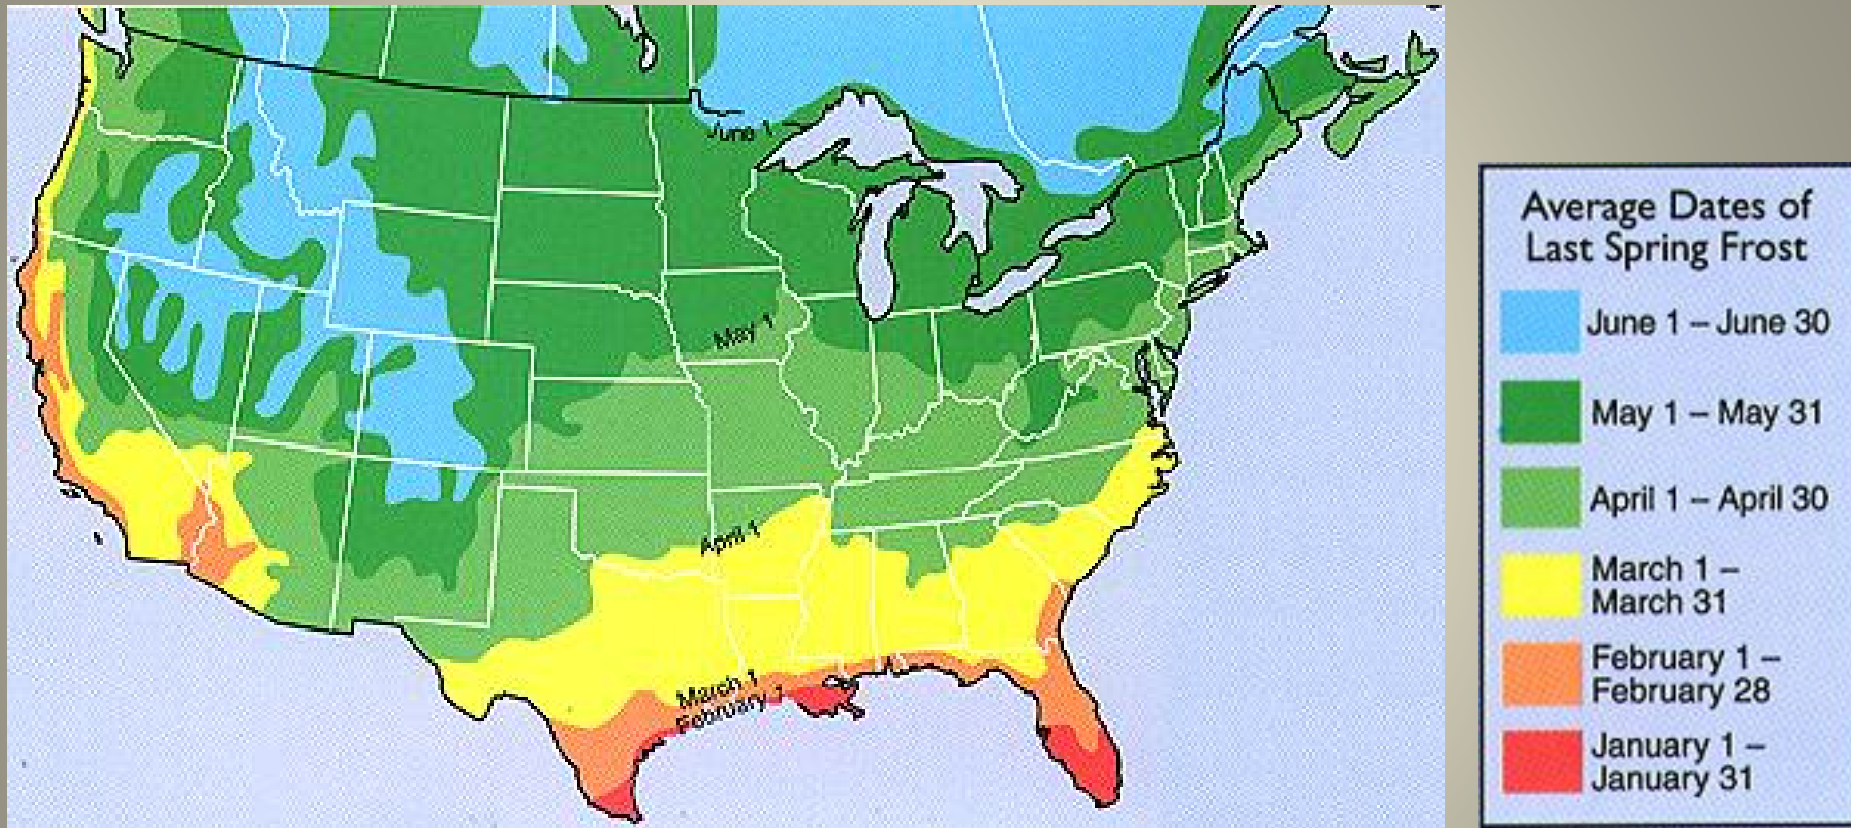 June 1
May 1
April 1
March 1
February 1
Average Dates of
Last Spring Frost
June 1 – June 30
May 1 – May 31
April 1 – April 30
March 1 –
March 31
February 1 –
February 28
January 1 –
January 31